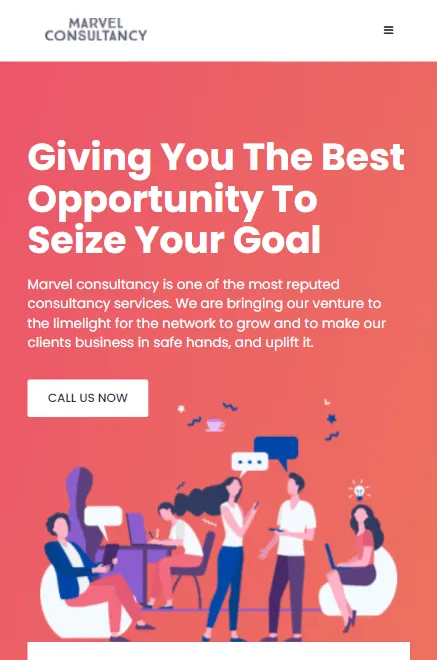 MARVEL
CONSULTANCY
Giving You The Best
Opportunity To
Seize Your Goal
Marvel consultancy is one of the most reputed
consultancy services. We are bringing our venture to
the limelight for the network to grow and to make our
clients business in safe hands, and uplift it.
CALL US NOW